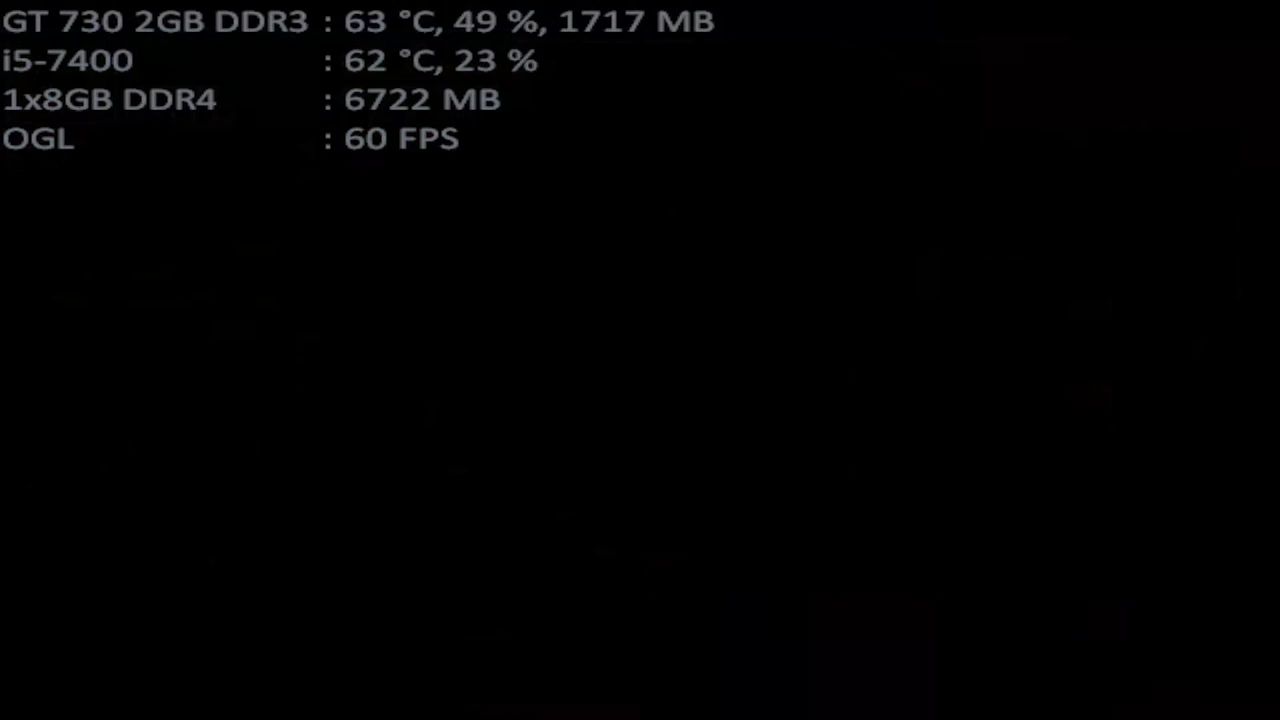 GT 730 2GB DDR3 : 63 °C, 49 %, 1717 MB
i5-7400 : 62 °C, 23 %
1x8GB DDR4 : 6722 MB
OGL : 60 FPS